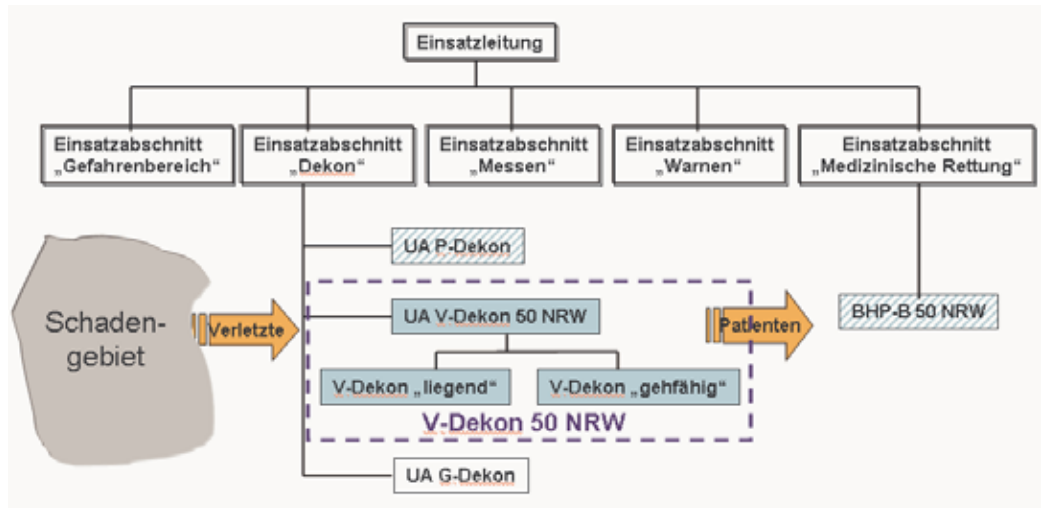 Einsatzleitung
Einsatzabschnitt
„Gefahrenbereich“
Einsatzabschnitt
„Dekon“
Einsatzabschnitt
„Messen“
Einsatzabschnitt
„Warnen“
Einsatzabschnitt
„Medizinische Rettung“
UA P-Dekon
Schaden-
gebiet
Verletzte
UA V-Dekon 50 NRW
Patienten
BHP-B 50 NRW
V-Dekon „liegend“
V-Dekon „gehfähig“
V-Dekon 50 NRW
UA G-Dekon